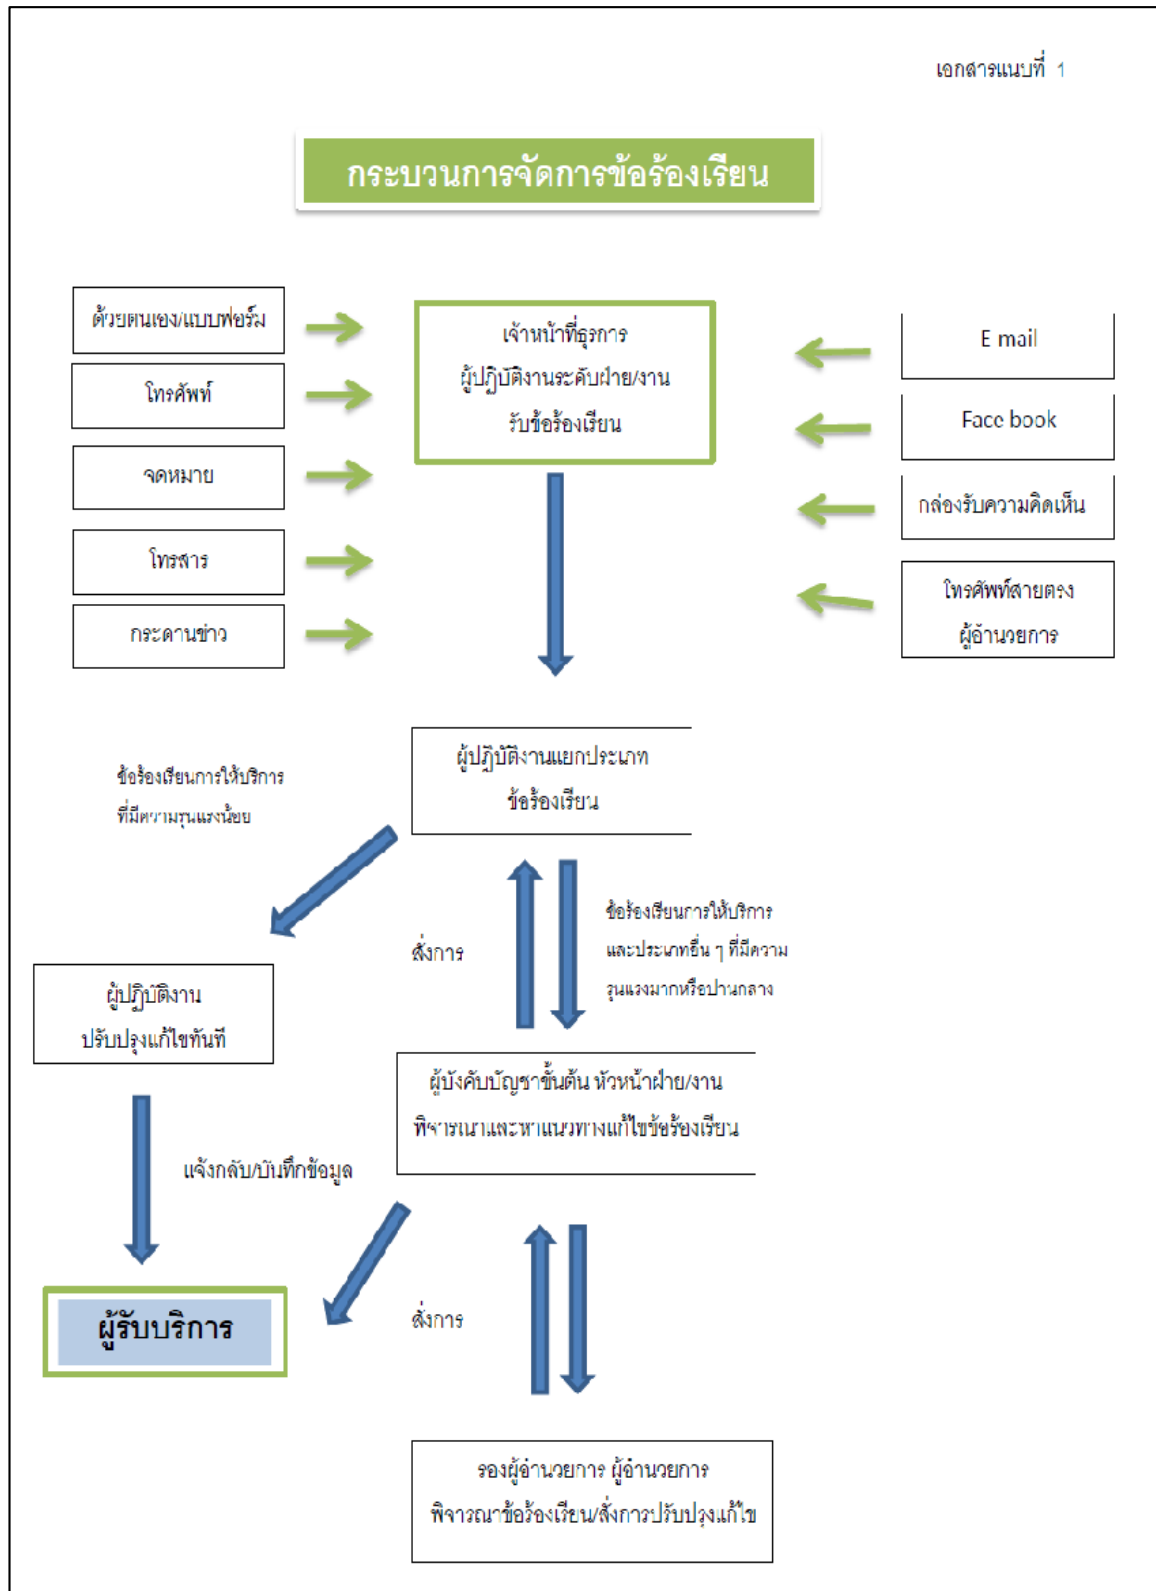 เอกสารแนบที่ 1
กระบวนการจัดการข้อร้องเรียน
ด้วยตนเอง/แบบฟอร์ม
โทรศัพท์
จดหมาย
โทรสาร
กระดานข่าว
เจ้าหน้าที่ธุรการ
ผู้ปฏิบัติงานระดับฝ่าย/งาน
รับข้อร้องเรียน
E mail
Face book
กล่องรับความคิดเห็น
โทรศัพท์สายตรง
ผู้อำนวยการ
ผู้ปฏิบัติงานแยกประเภท
ข้อร้องเรียน
ข้อร้องเรียนการให้บริการ
ที่มีความรุนแรงน้อย
สั่งการ
ข้อร้องเรียนการให้บริการ
และประเภทอื่น ๆ ที่มีความ
รุนแรงมากหรือปานกลาง
ผู้ปฏิบัติงาน
ปรับปรุงแก้ไขทันที
ผู้บังคับบัญชาขั้นต้น หัวหน้าฝ่าย/งาน
พิจารณาและหาแนวทางแก้ไขข้อร้องเรียน
แจ้งกลับ/บันทึกข้อมูล
ผู้รับบริการ
สั่งการ
รองผู้อำนวยการ ผู้อำนวยการ
พิจารณาข้อร้องเรียน/สั่งการปรับปรุงแก้ไข